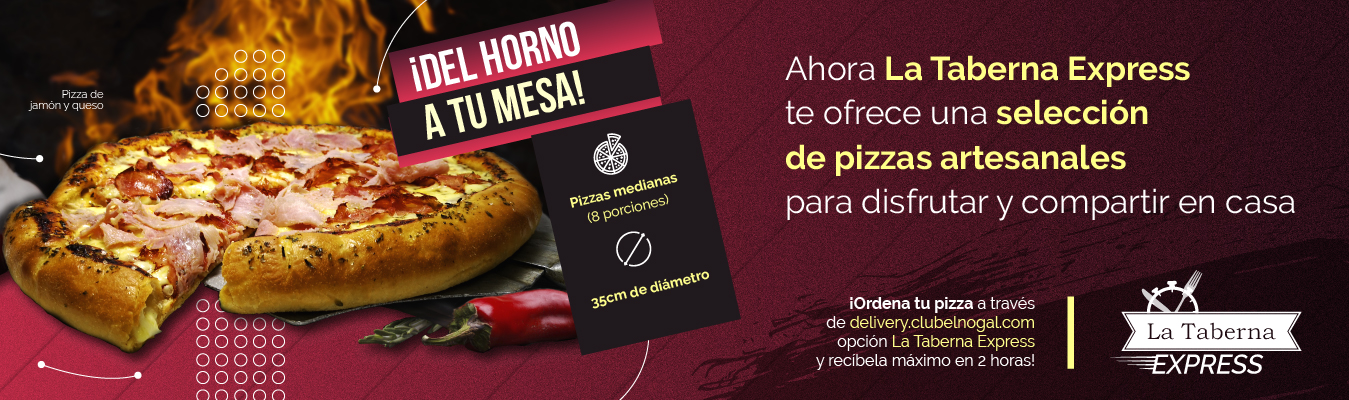 Pizza de
jamón y queso
¡DEL HORNO
A TU MESA!
Pizzas medianas
(8 porciones)
35cm de diámetro
Ahora La Taberna Express
te ofrece una selección
de pizzas artesanales
para disfrutar y compartir en casa
¡Ordena tu pizza a través
de delivery.clubelnogal.com
opción La Taberna Express
y recíbela máximo en 2 horas!
La Taberna
EXPRESS